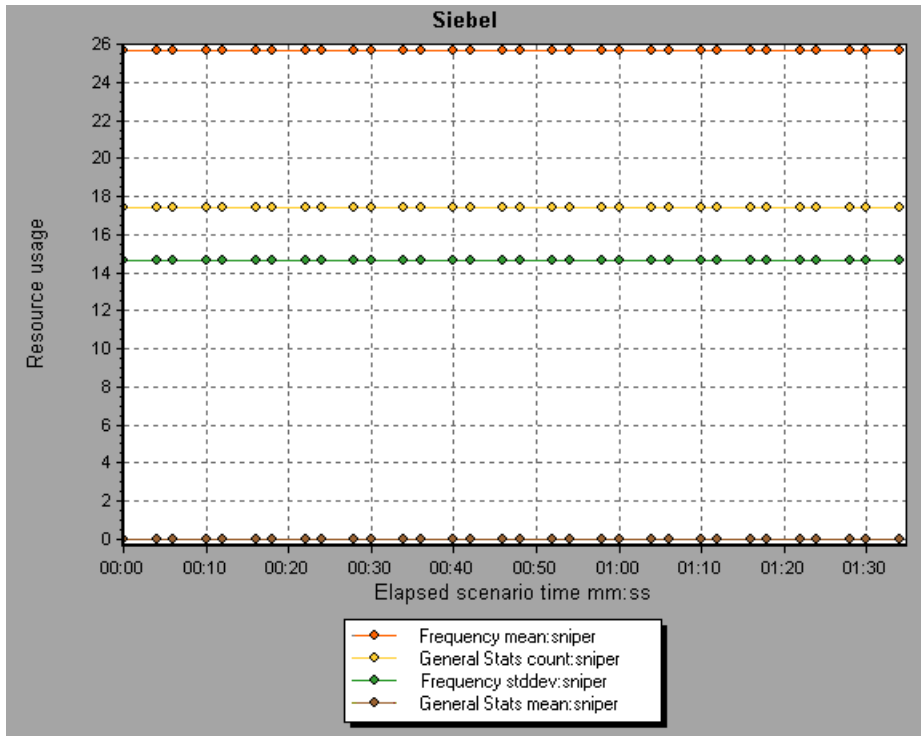 Siebel
26
24
22
20
18
16
14
12
10
8
6
4
2
0
Resource usage
00:00 00:10 00:20 00:30 00:40 00:50 01:00 01:10 01:20 01:30
Elapsed scenario time mm:ss
Frequency mean:sniper
General Stats count:sniper
Frequency stddev:sniper
General Stats mean:sniper